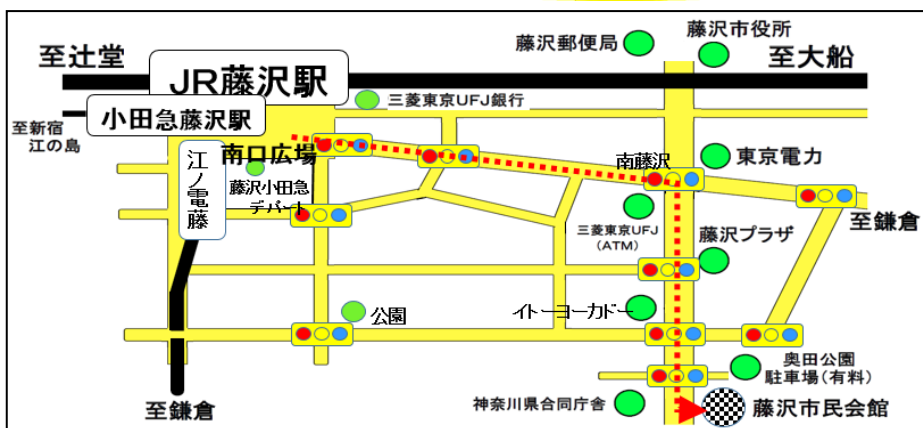 藤沢市役所
藤沢郵便局
至辻堂
至大船
JR藤沢駅
三菱東京UFJ銀行
小田急藤沢駅
至新宿
江の島
南口広場
南藤沢
東京電力
江ノ電藤
藤沢小田急
デパート
至鎌倉
三菱東京UFJ
(ATM)
藤沢プラザ
公園
イトーヨーカドー
奥田公園
駐車場(有料)
至鎌倉
神奈川県合同庁舎
藤沢市民会館